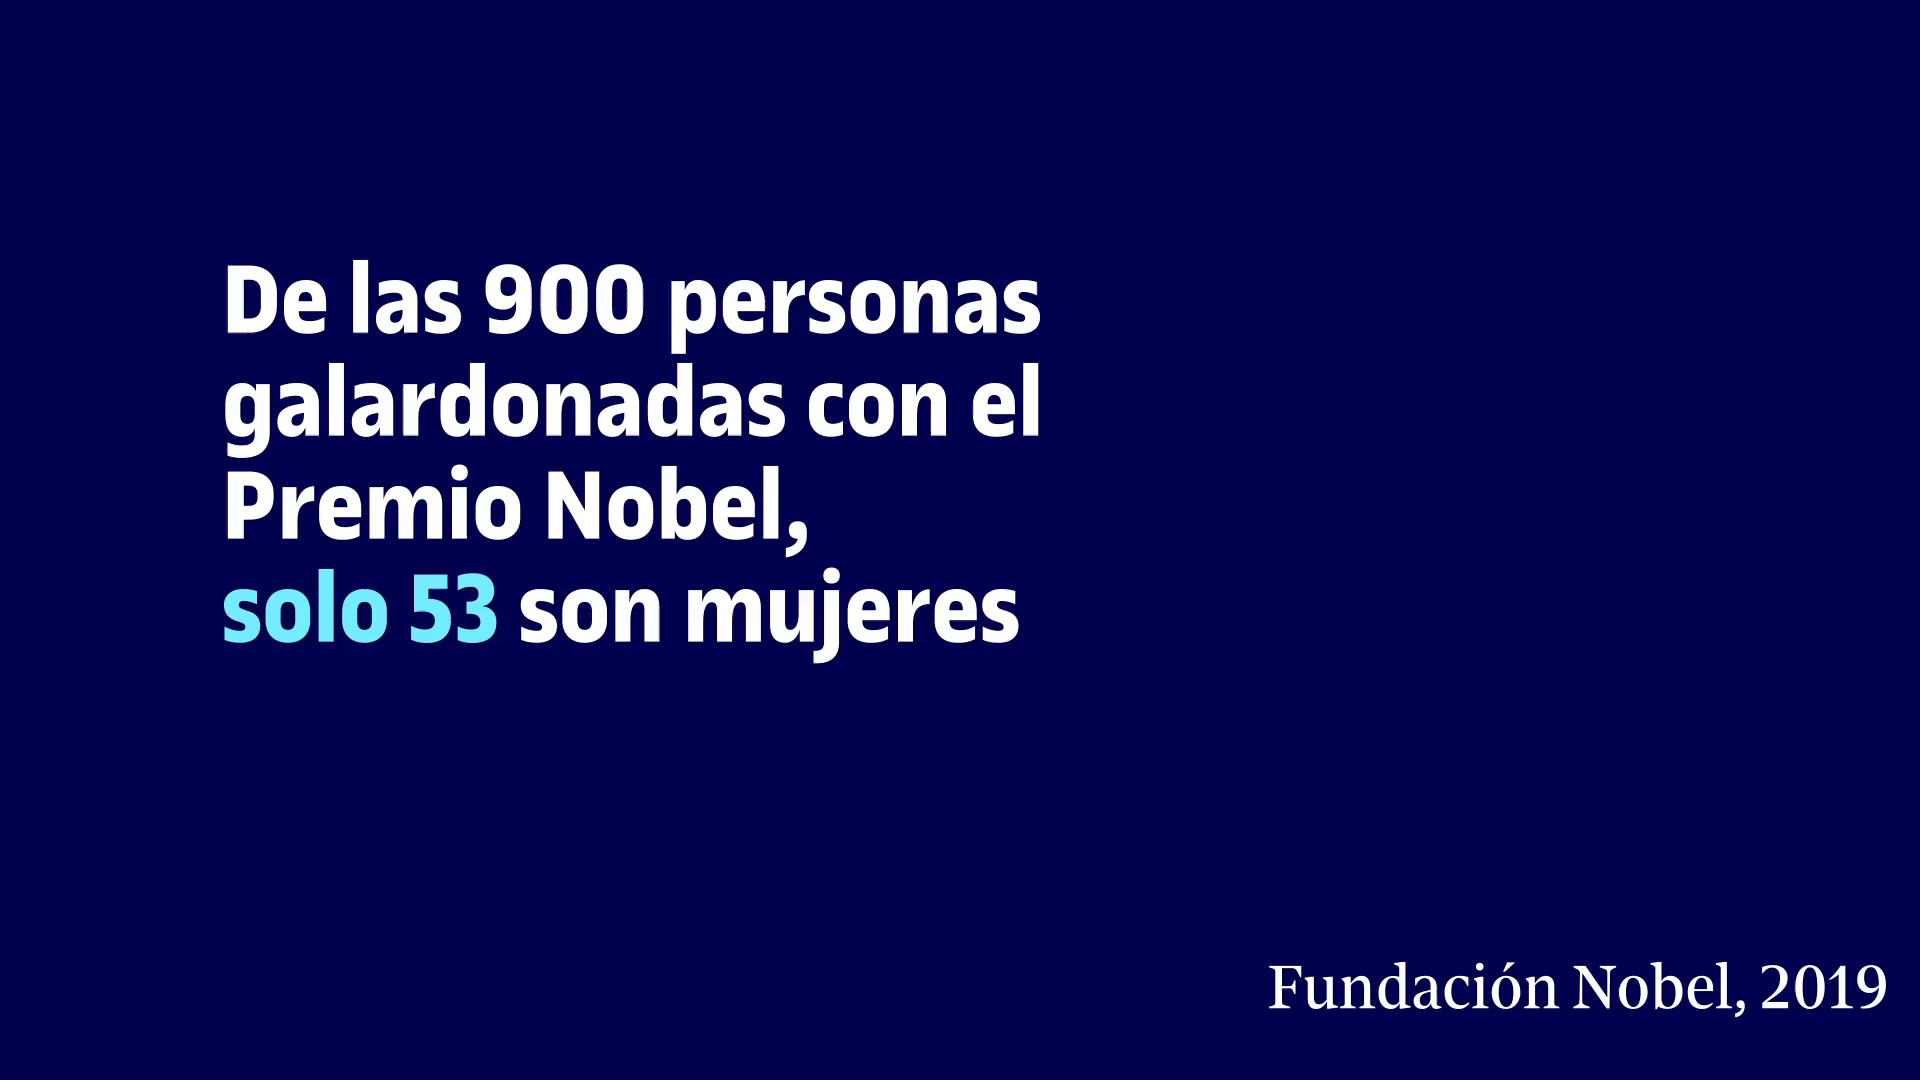 De las 900 personas
galardonadas con el
Premio Nobel,
solo 53 son mujeres
Fundación Nobel, 2019